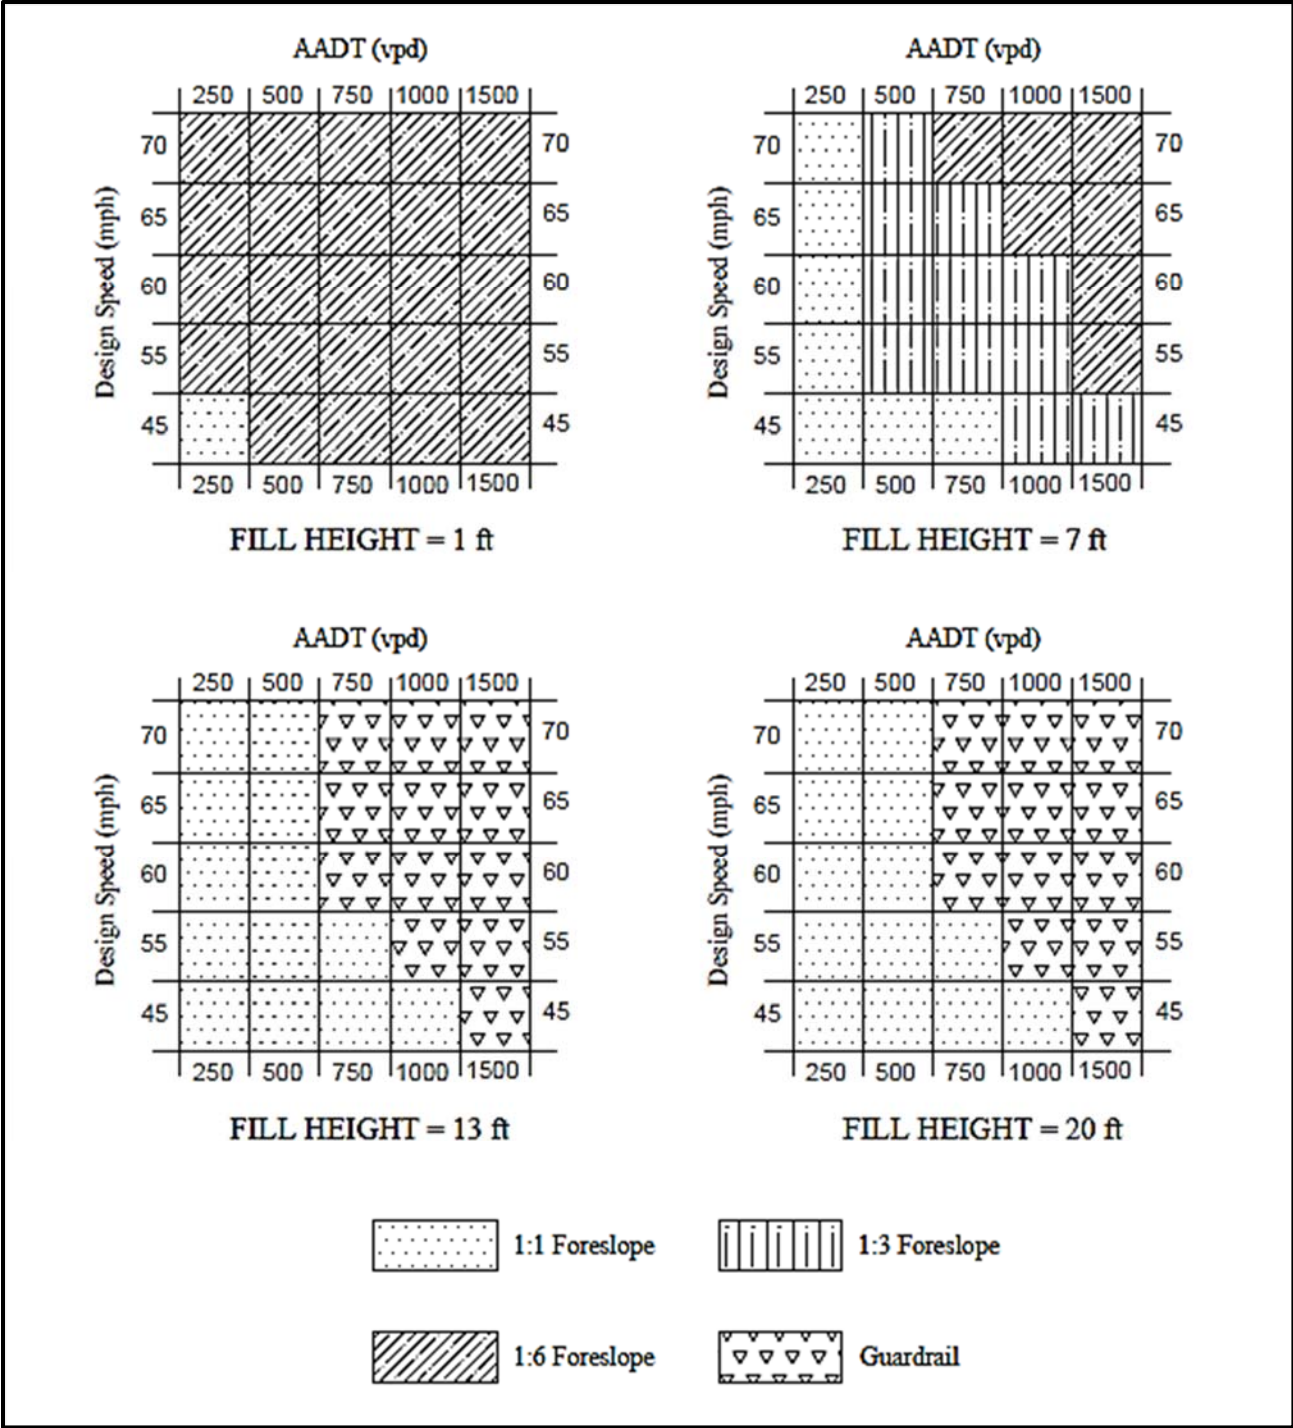 AADT (vpd) AADT (vpd)
250 500 750 1000 1500 250 500 750 1000 1500
70 70 70 70
65 65 65 65
60 60 60 60
55 55 55 55
45 45 45 45
Design Speed (mph) Design Speed (mph)
250 500 750 1000 1500 250 500 750 1000 1500
FILL HEIGHT = 1 ft FILL HEIGHT = 7 ft
AADT (vpd) AADT (vpd)
250 500 750 1000 1500 250 500 750 1000 1500
70 70 70 70
65 65 65 65
60 60 60 60
55 55 55 55
45 45 45 45
Design Speed (mph) Design Speed (mph)
250 500 750 1000 1500 250 500 750 1000 1500
FILL HEIGHT = 13 ft FILL HEIGHT = 20 ft
1:1 Foreslope 1:3 Foreslope
1:6 Foreslope Guardrail